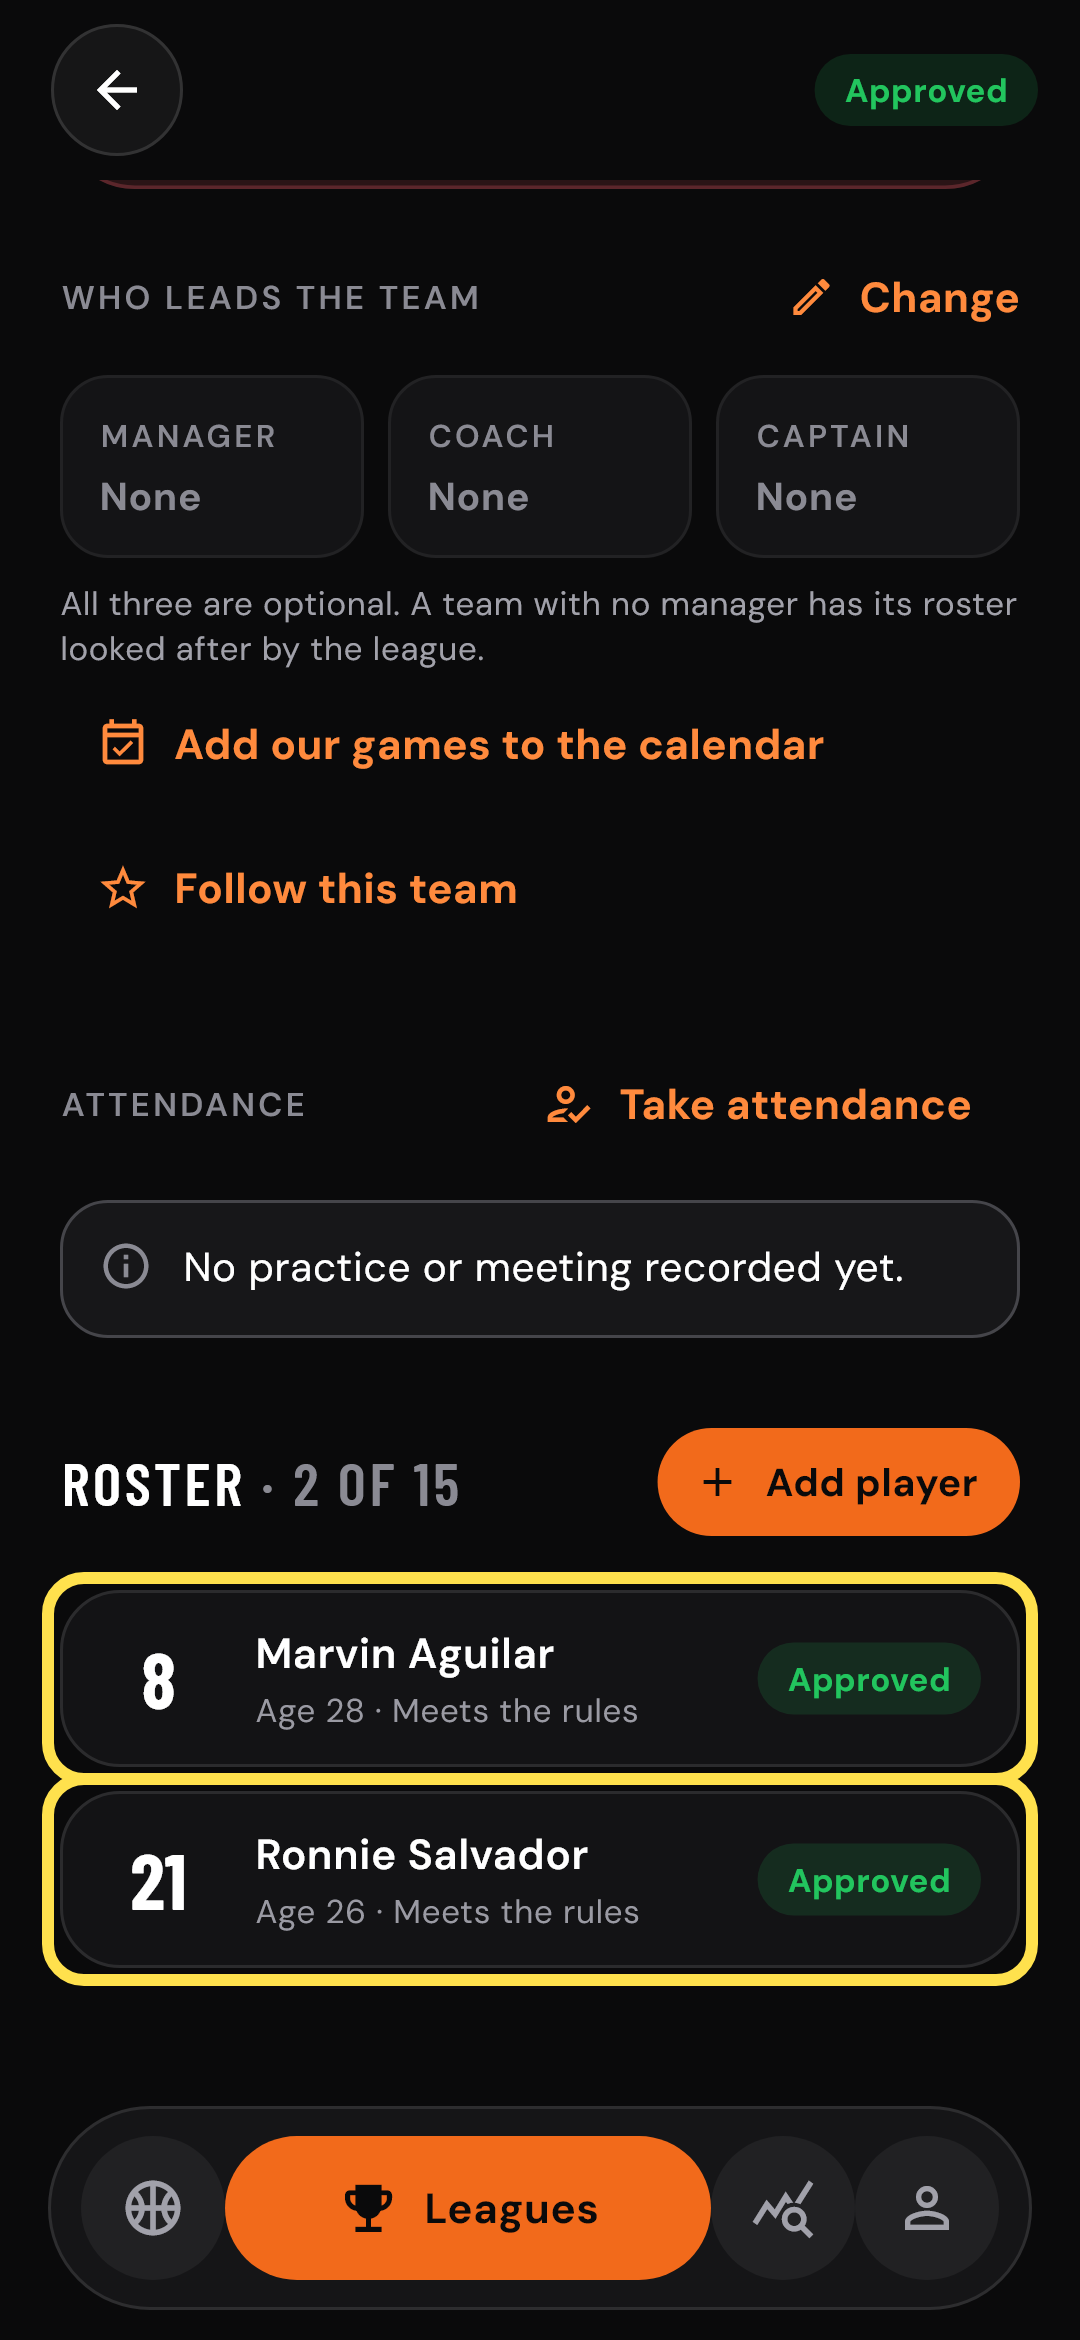 Approved
WHO LEADS THE TEAM
Change
MANAGER
None
COACH
None
CAPTAIN
None
All three are optional. A team with no manager has its roster
looked after by the league.
Add our games to the calendar
Follow this team
ATTENDANCE
Take attendance
No practice or meeting recorded yet.
ROSTER · 2 OF 15
Add player
8
Marvin Aguilar
Age 28 · Meets the rules
Approved
21
Ronnie Salvador
Age 26 · Meets the rules
Approved
Leagues